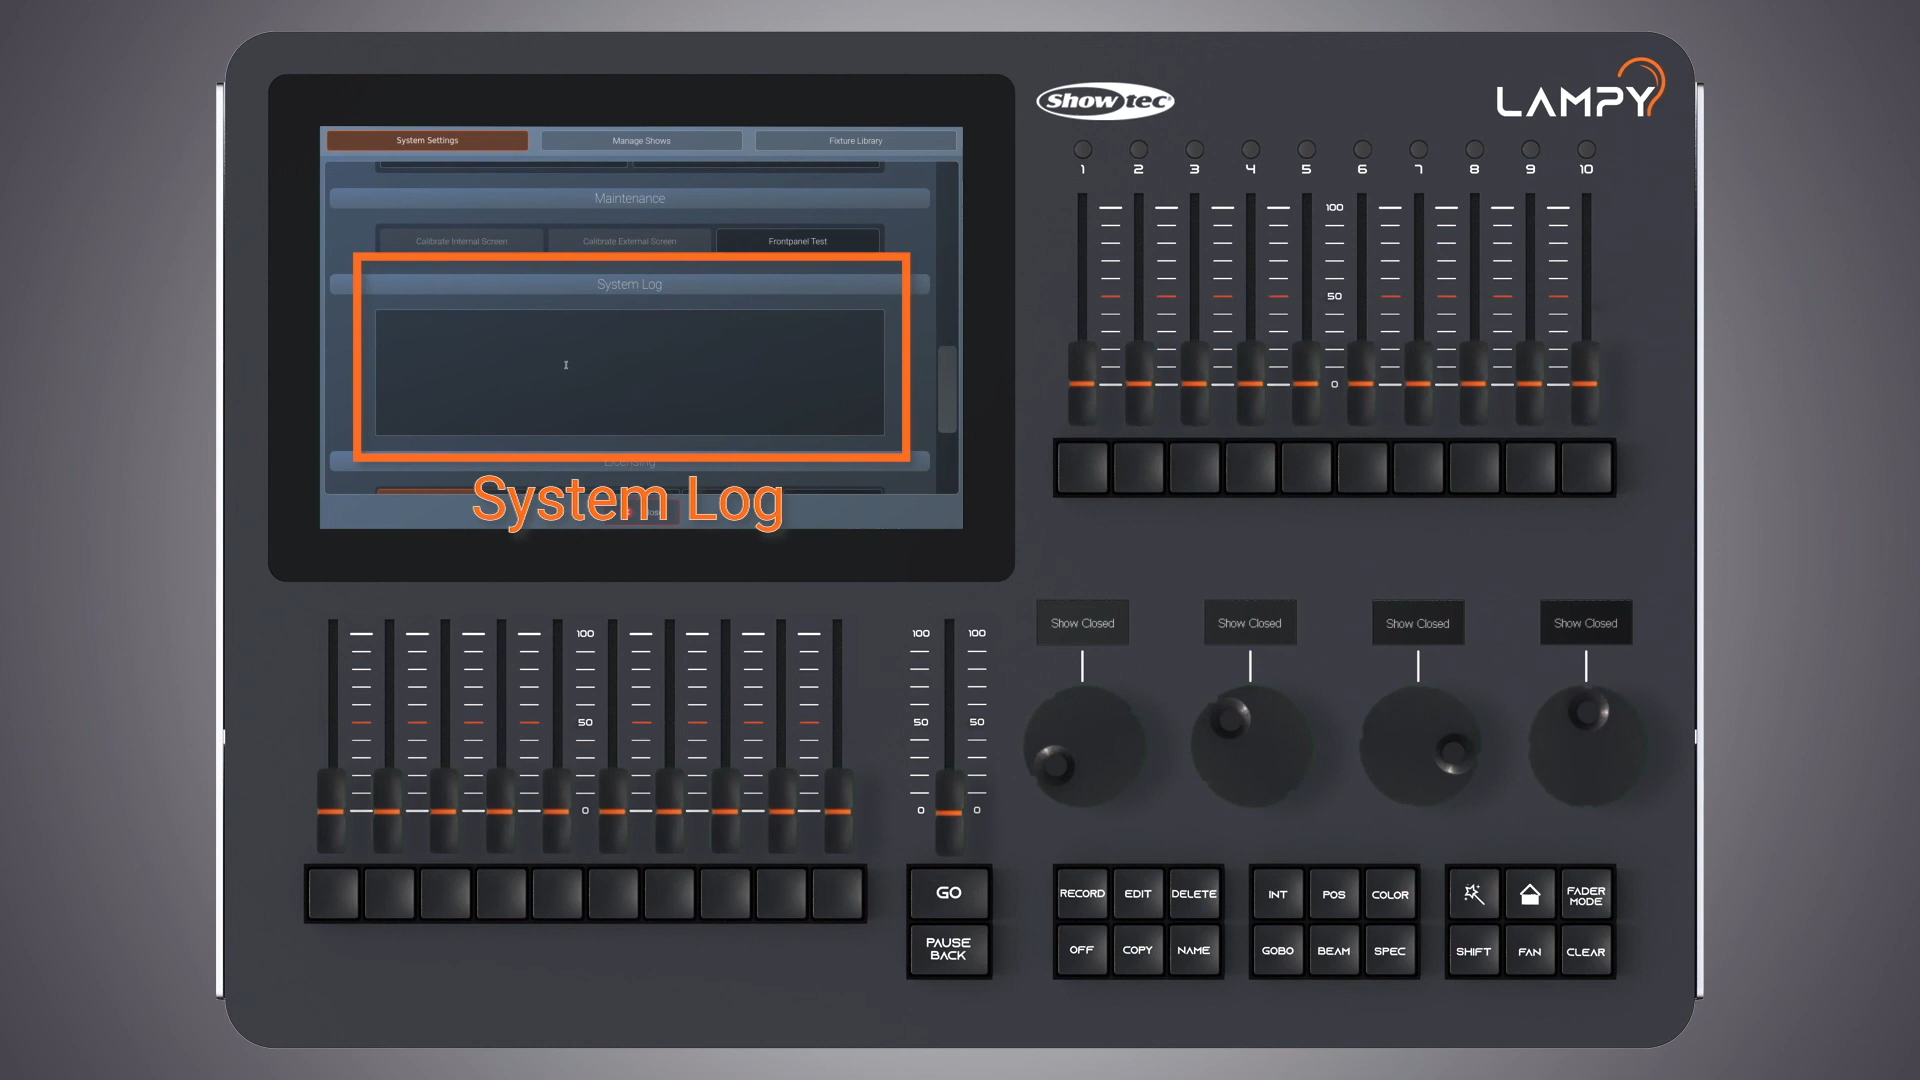 Showtec
LAMPY
System Settings
Manage Shows
Fixture Library
Maintenance
Calibrate Internal Screen
Calibrate External Screen
Frontpanel Test
System Log
Licensing
System Log
1 2 3 4 5 6 7 8 9 10
100
50
0
Show Closed
Show Closed
Show Closed
Show Closed
100
50
0
100 100
50 50
0 0
GO
PAUSE
BACK
RECORD EDIT DELETE
OFF COPY NAME
INT POS COLOR
GOBO BEAM SPEC
FADER
MODE
SHIFT FAN CLEAR